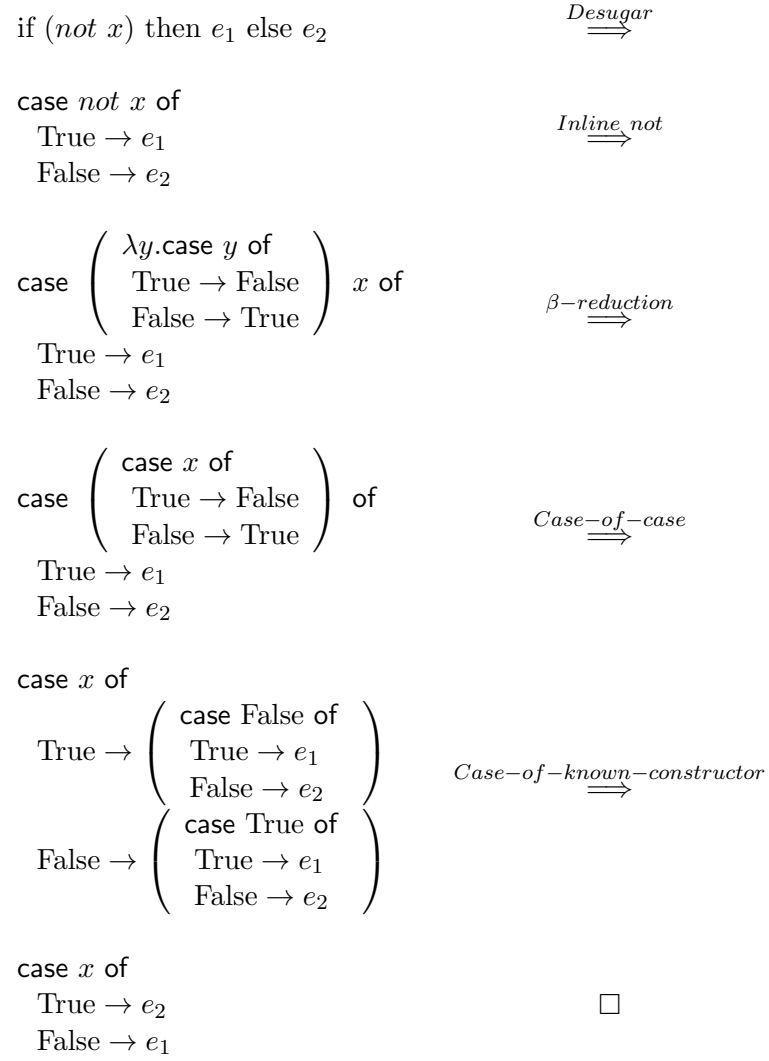 if (not x) then e₁ else e₂ Desugar ⟹
case not x of
True → e₁ Inline not ⟹
False → e₂
λy.case y of
case ( True → False ) x of
False → True β−reduction ⟹
True → e₁
False → e₂
case x of
case ( True → False ) of
False → True Case−of−case ⟹
True → e₁
False → e₂
case x of
case False of
True → ( True → e₁ ) Case−of−known−constructor ⟹
False → e₂
case True of
False → ( True → e₁ )
False → e₂
case x of
True → e₂ □
False → e₁